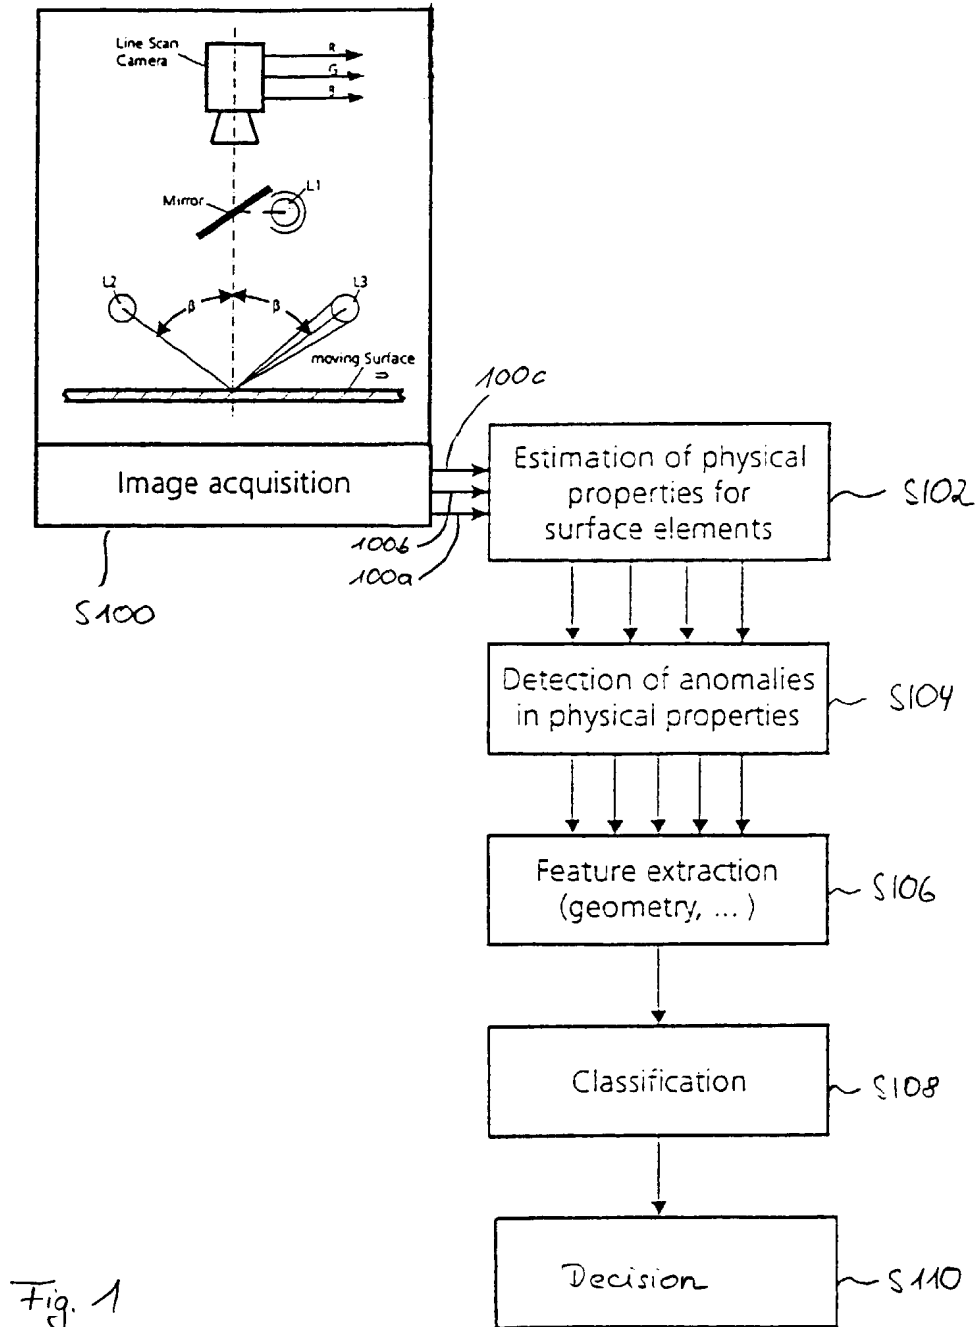 Line Scan
Camera
R
G
B
Mirror
L1
L2
β
β
L3
moving Surface
Image acquisition
S100
100c
100b
100a
Estimation of physical
properties for
surface elements
S102
Detection of anomalies
in physical properties
S104
Feature extraction
(geometry, ... )
S106
Classification
S108
Decision
S110
Fig. 1